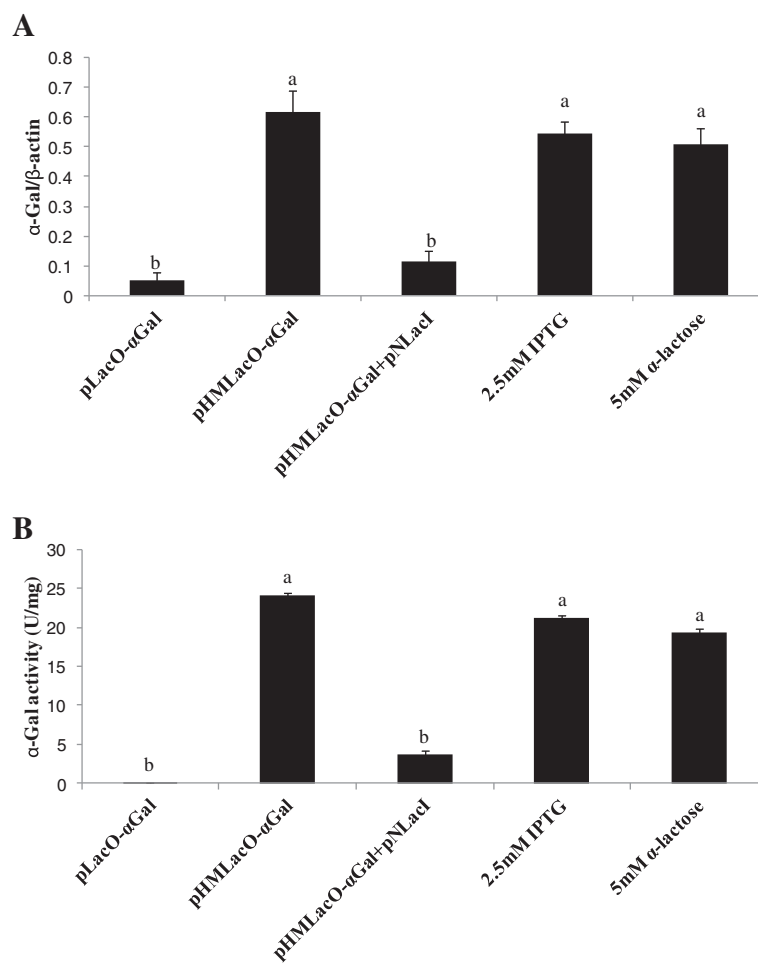 A
α-Gal/β-actin
0.8
0.7
0.6
0.5
0.4
0.3
0.2
0.1
0
b
a
b
a
a
pLacO-αGal
pHMLacO-αGal
pHMLacO-αGal+pNLacI
2.5mM IPTG
5mM α-lactose
B
α-Gal activity (U/mg)
30
25
20
15
10
5
0
b
a
b
a
a
pLacO-αGal
pHMLacO-αGal
pHMLacO-αGal+pNLacI
2.5mM IPTG
5mM α-lactose